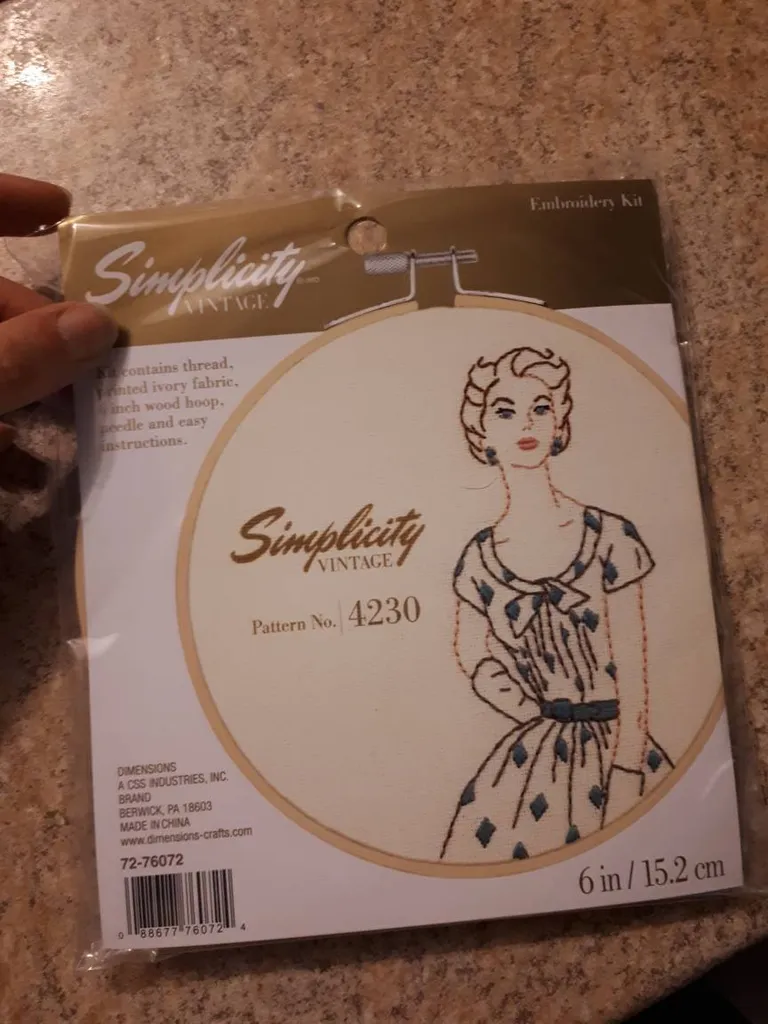 Embroidery Kit
Simplicity
VINTAGE
Kit contains thread,
printed ivory fabric,
inch wood hoop,
needle and easy
instructions.
Simplicity
VINTAGE
Pattern No. 4230
DIMENSIONS
A CSS INDUSTRIES, INC.
BRAND
BERWICK, PA 18603
MADE IN CHINA
www.dimensions-crafts.com
72-76072
0 88677 76072 4
6 in / 15.2 cm